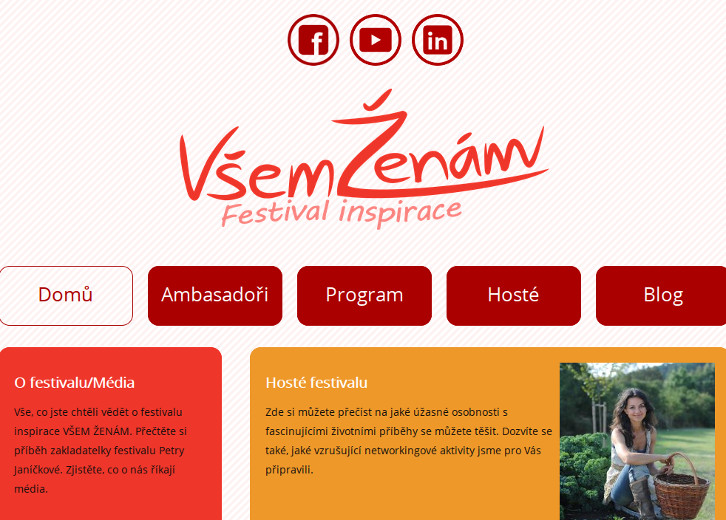 VšemŽenám
Festival inspirace
Domů
Ambasadoři
Program
Hosté
Blog
O festivalu/Média
Vše, co jste chtěli vědět o festivalu
inspirace VŠEM ŽENÁM. Přečtěte si
příběh zakladatelky festivalu Petry
Janíčkové. Zjistěte, co o nás říkají
média.
Hosté festivalu
Zde si můžete přečist na jaké úžasné osobnosti s
fascinujícími životními příběhy se můžete těšit. Dozvíte se
také, jaké vzrušující networkingové aktivity jsme pro Vás
připravili.